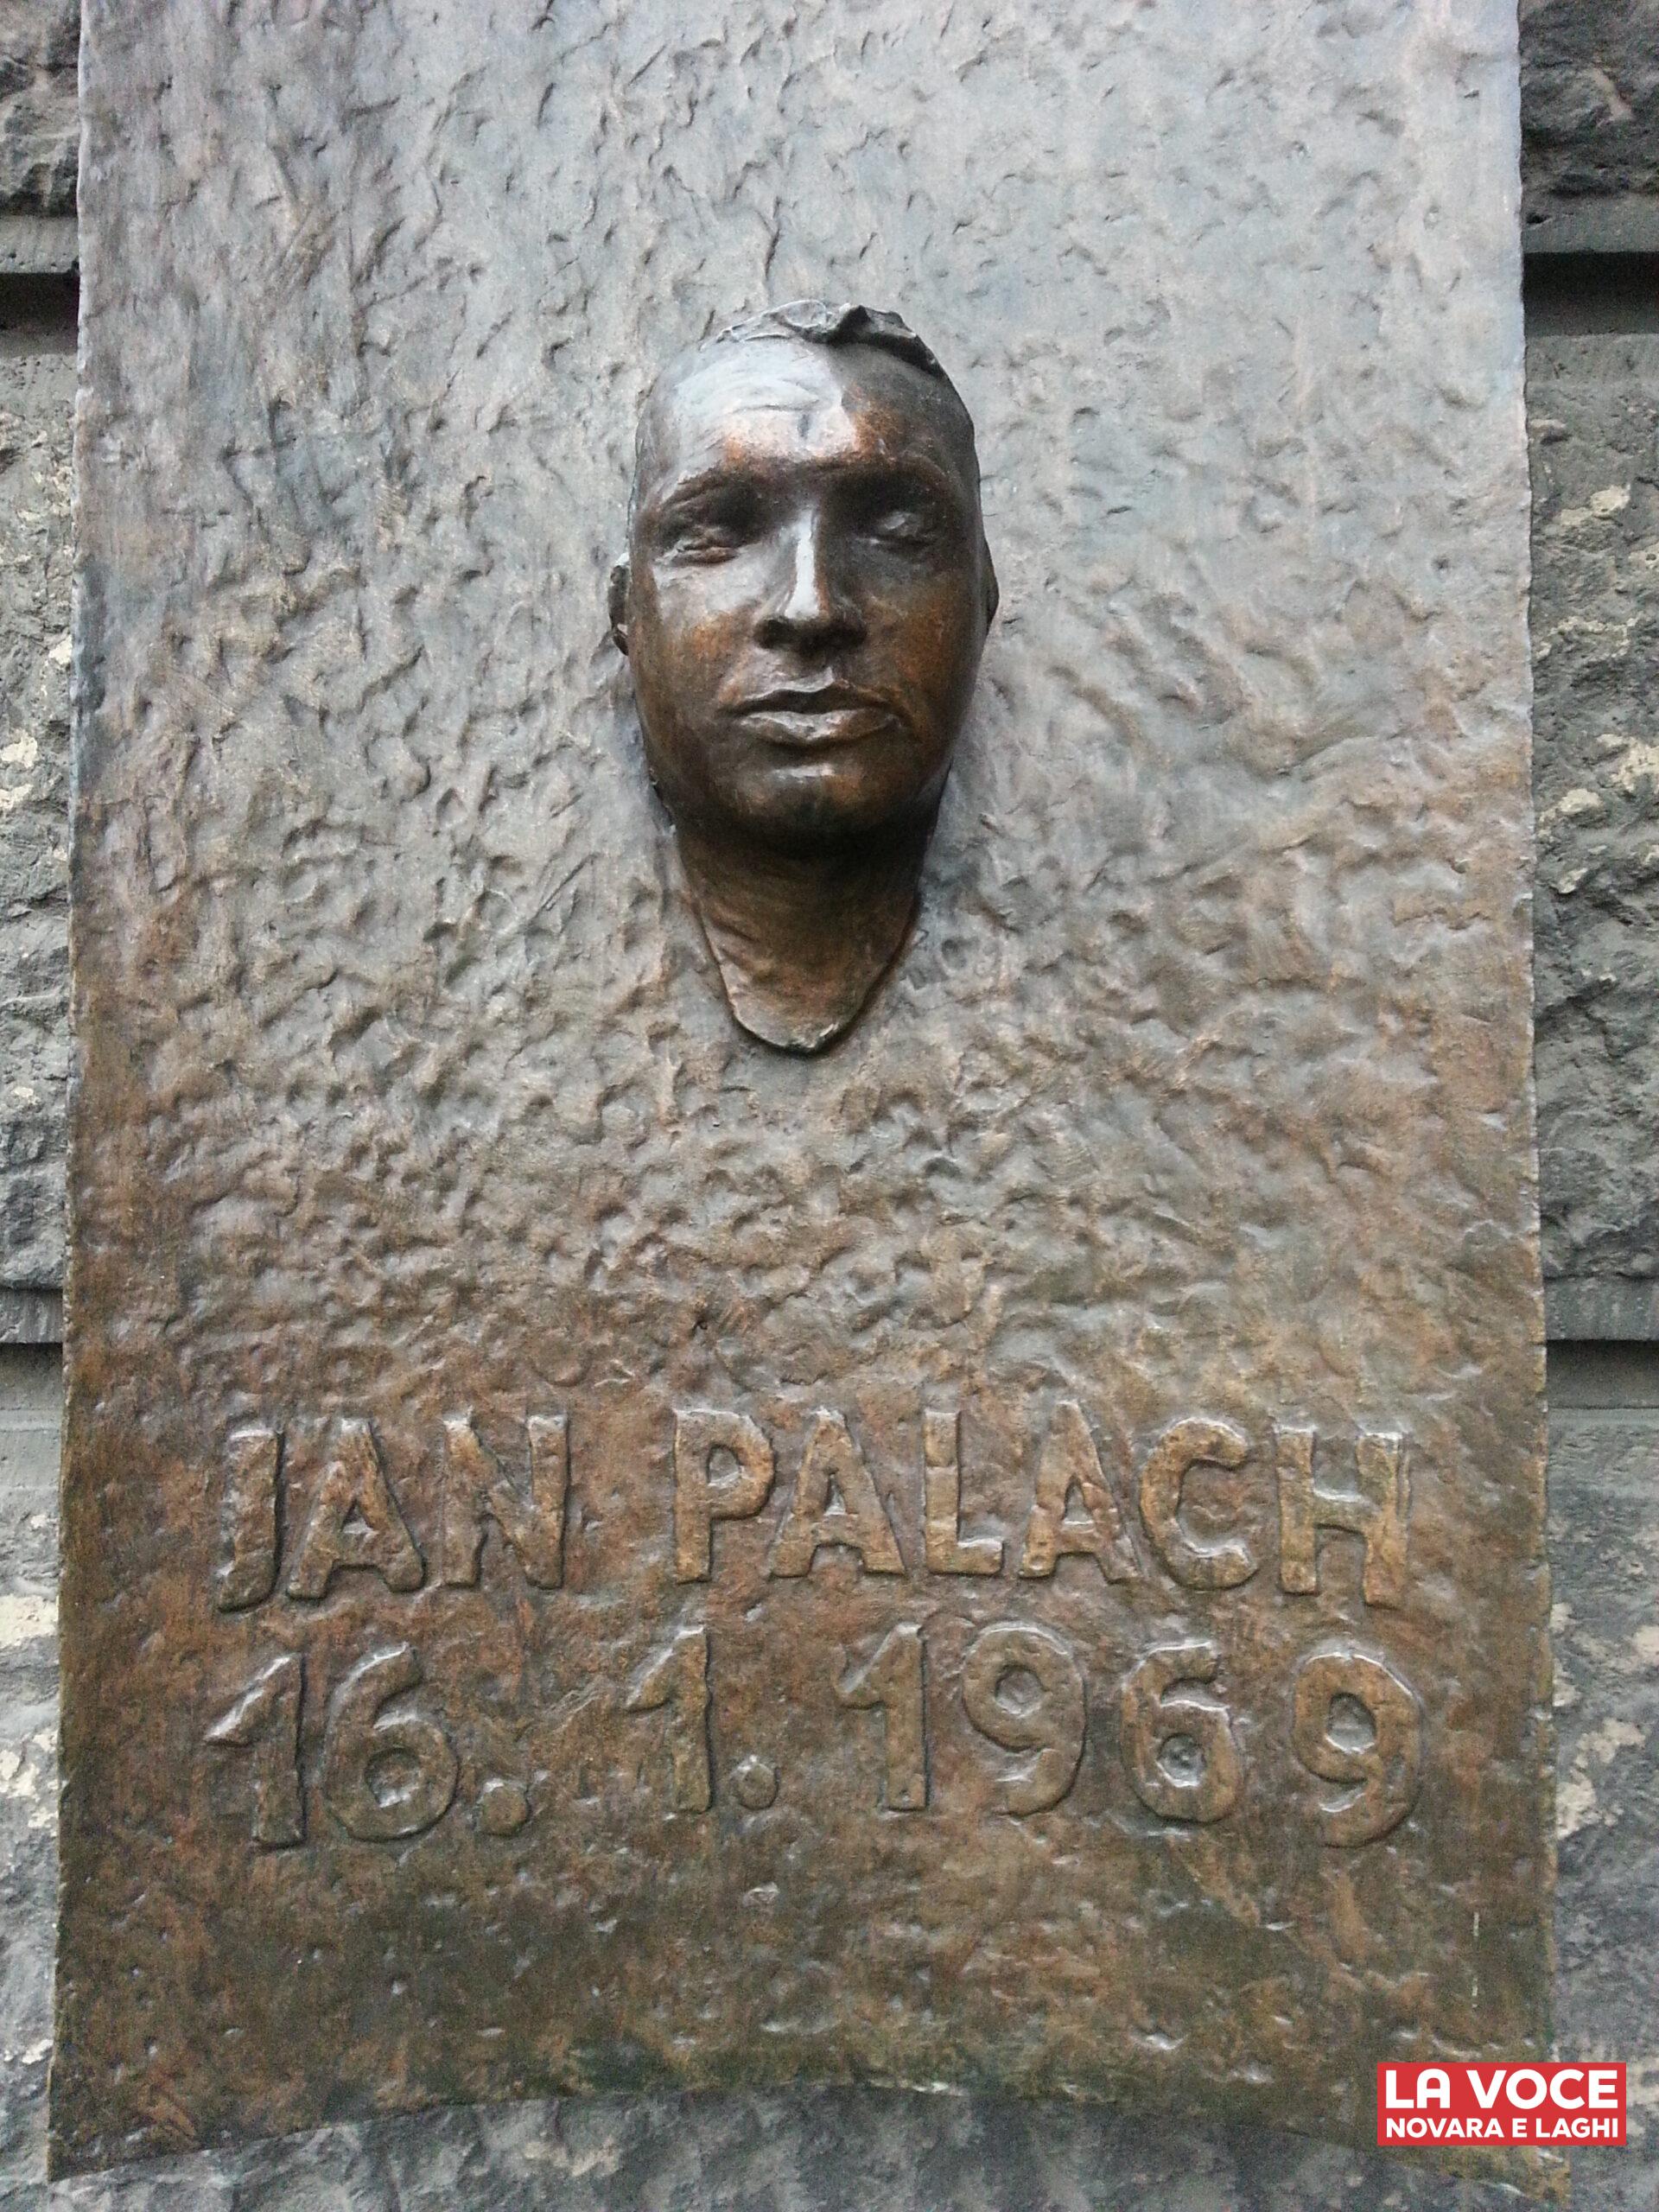 JAN PALACH
16. 1. 1969
LA VOCE
NOVARA E LAGHI